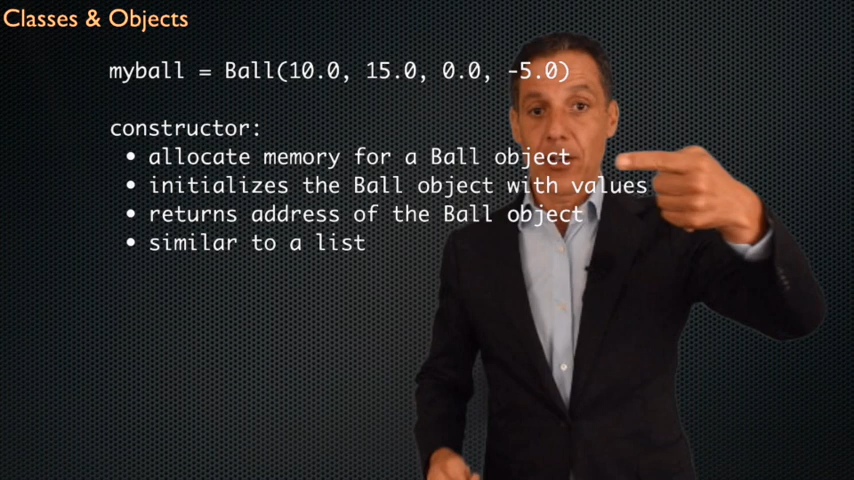 Classes & Objects
myball = Ball(10.0, 15.0, 0.0, -5.0)
constructor:
• allocate memory for a Ball object
• initializes the Ball object with values
• returns address of the Ball object
• similar to a list